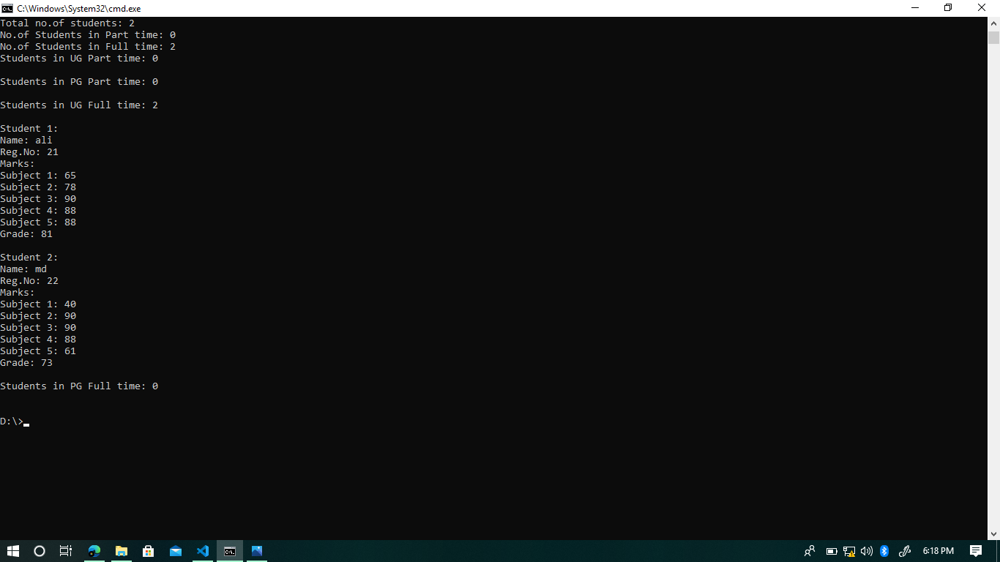 C:\Windows\System32\cmd.exe
Total no.of students: 2
No.of Students in Part time: 0
No.of Students in Full time: 2
Students in UG Part time: 0
Students in PG Part time: 0
Students in UG Full time: 2
Student 1:
Name: ali
Reg.No: 21
Marks:
Subject 1: 65
Subject 2: 78
Subject 3: 90
Subject 4: 88
Subject 5: 88
Grade: 81
Student 2:
Name: md
Reg.No: 22
Marks:
Subject 1: 40
Subject 2: 90
Subject 3: 90
Subject 4: 88
Subject 5: 61
Grade: 73
Students in PG Full time: 0
D:\>
6:18 PM